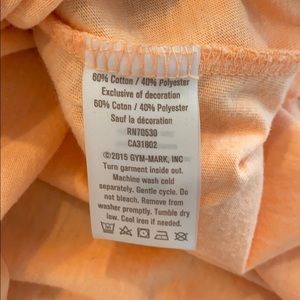 60% Cotton / 40% Polyester
Exclusive of decoration
60% Coton / 40% Polyester
Sauf la décoration
RN70530
CA31802
©2015 GYM-MARK, INC
Turn garment inside out.
Machine wash cold
separately. Gentle cycle. Do
not bleach. Remove from
washer promptly. Tumble dry
low. Cool iron if needed.